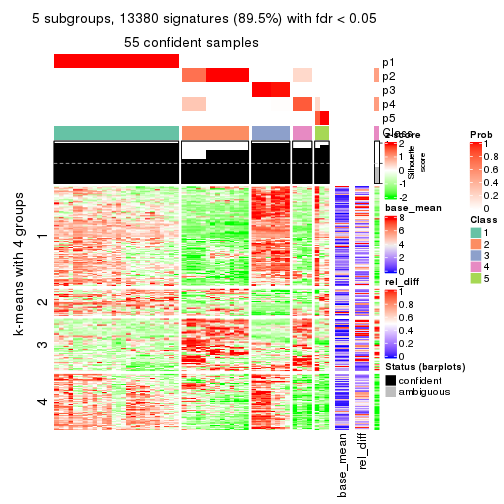 5 subgroups, 13380 signatures (89.5%) with fdr < 0.05
55 confident samples
p1
p2
p3
p4
p5
Class
k-means with 4 groups
1
2
3
4
Silhouette
score
base_mean
rel_diff
z-score
2
1
0
-1
-2
base_mean
8
6
4
2
0
rel_diff
1
0.8
0.6
0.4
0.2
0
Status (barplots)
confident
ambiguous
Prob
1
0.8
0.6
0.4
0.2
0
Class
1
2
3
4
5